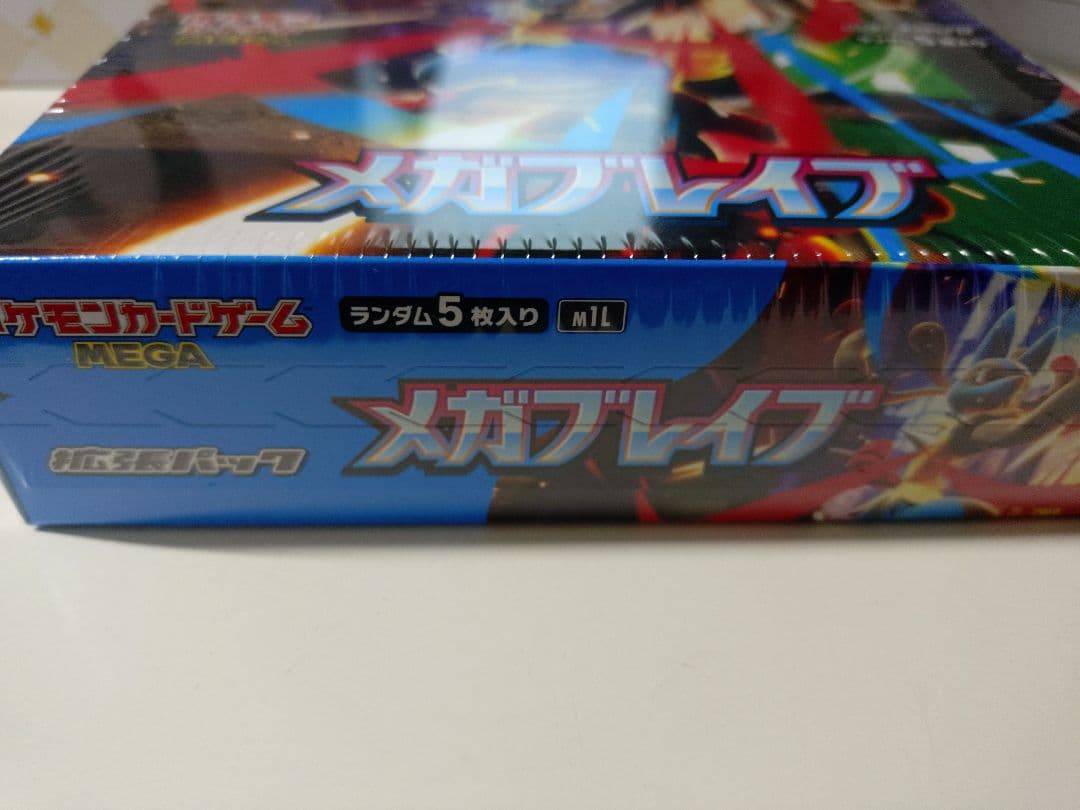 メガブレイブ
ポケモンカードゲーム
MEGA
ランダム5枚入り
M1L
拡張パック
メガブレイブ